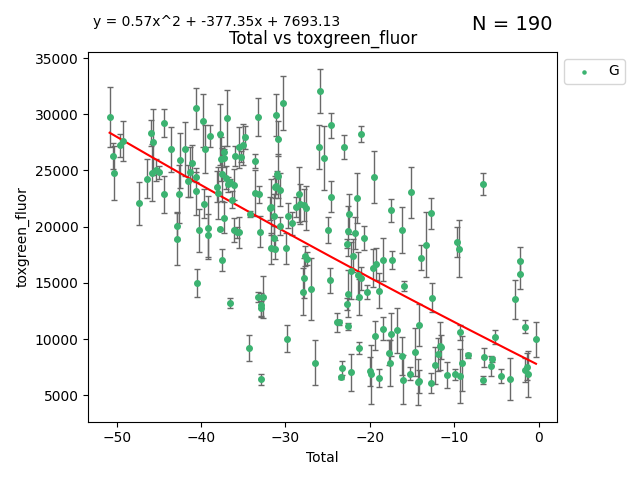 y = 0.57x^2 + -377.35x + 7693.13
N = 190
Total vs toxgreen_fluor
G
35000
30000
25000
20000
15000
10000
5000
toxgreen_fluor
−50 −40 −30 −20 −10 0
Total